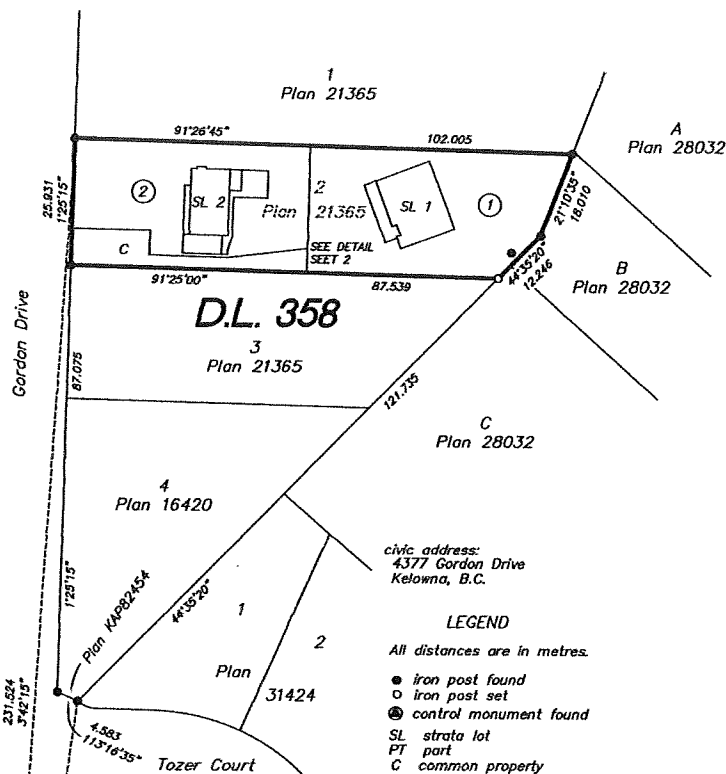 1
Plan 21365
A
Plan 28032
91°26'45"
102.005
25.931
1°25'15"
2
SL 2
C
2
Plan 21365
SL 1
1
21°10'35"
18.010
SEE DETAIL
SEET 2
44°35'20"
12.246
B
Plan 28032
91°25'00"
87.539
D.L. 358
3
Plan 21365
Gordon Drive
87.075
121.735
C
Plan 28032
4
Plan 16420
civic address:
4377 Gordon Drive
Kelowna, B.C.
1°25'15"
Plan KAP82454
44°35'20"
1
2
Plan
31424
LEGEND
All distances are in metres.
iron post found
iron post set
control monument found
SL strata lot
PT part
C common property
231.524
3°42'15"
4.583
113°16'35"
Tozer Court